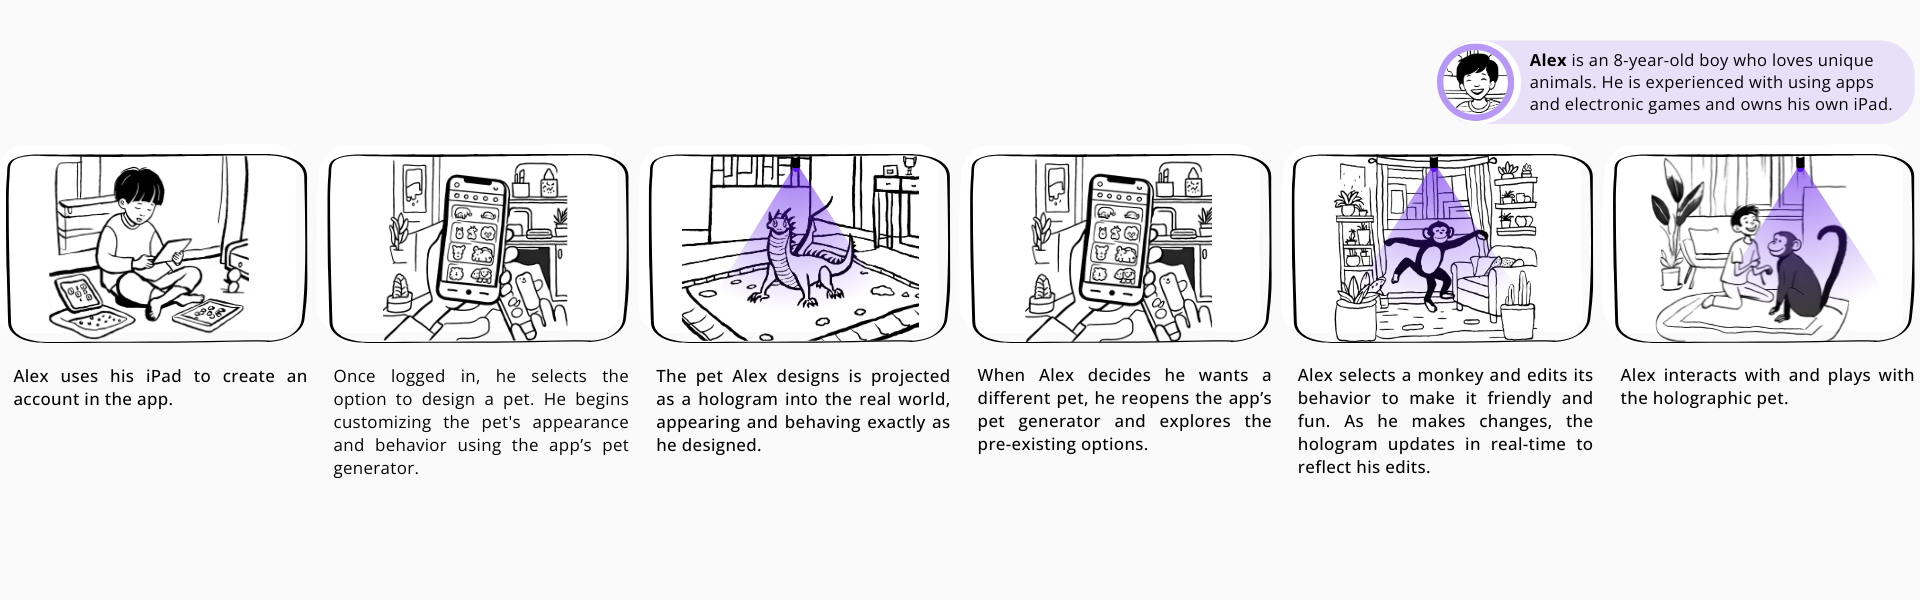 Alex is an 8-year-old boy who loves unique
animals. He is experienced with using apps
and electronic games and owns his own iPad.
Alex uses his iPad to create an
account in the app.
Once logged in, he selects the
option to design a pet. He begins
customizing the pet's appearance
and behavior using the app’s pet
generator.
The pet Alex designs is projected
as a hologram into the real world,
appearing and behaving exactly as
he designed.
When Alex decides he wants a
different pet, he reopens the app’s
pet generator and explores the
pre-existing options.
Alex selects a monkey and edits its
behavior to make it friendly and
fun. As he makes changes, the
hologram updates in real-time to
reflect his edits.
Alex interacts with and plays with
the holographic pet.